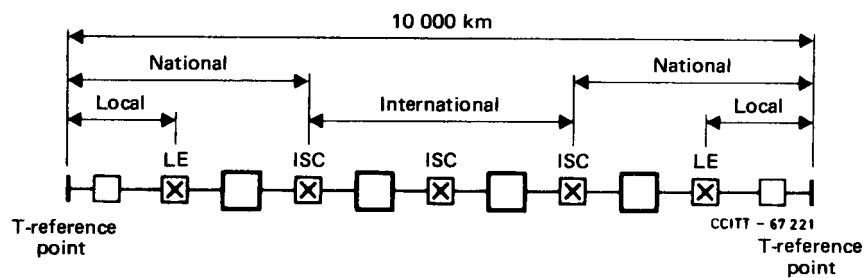 10 000 km
National
National
International
Local
Local
LE
ISC
ISC
ISC
LE
CCITT - 67 221
T-reference
point
T-reference
point